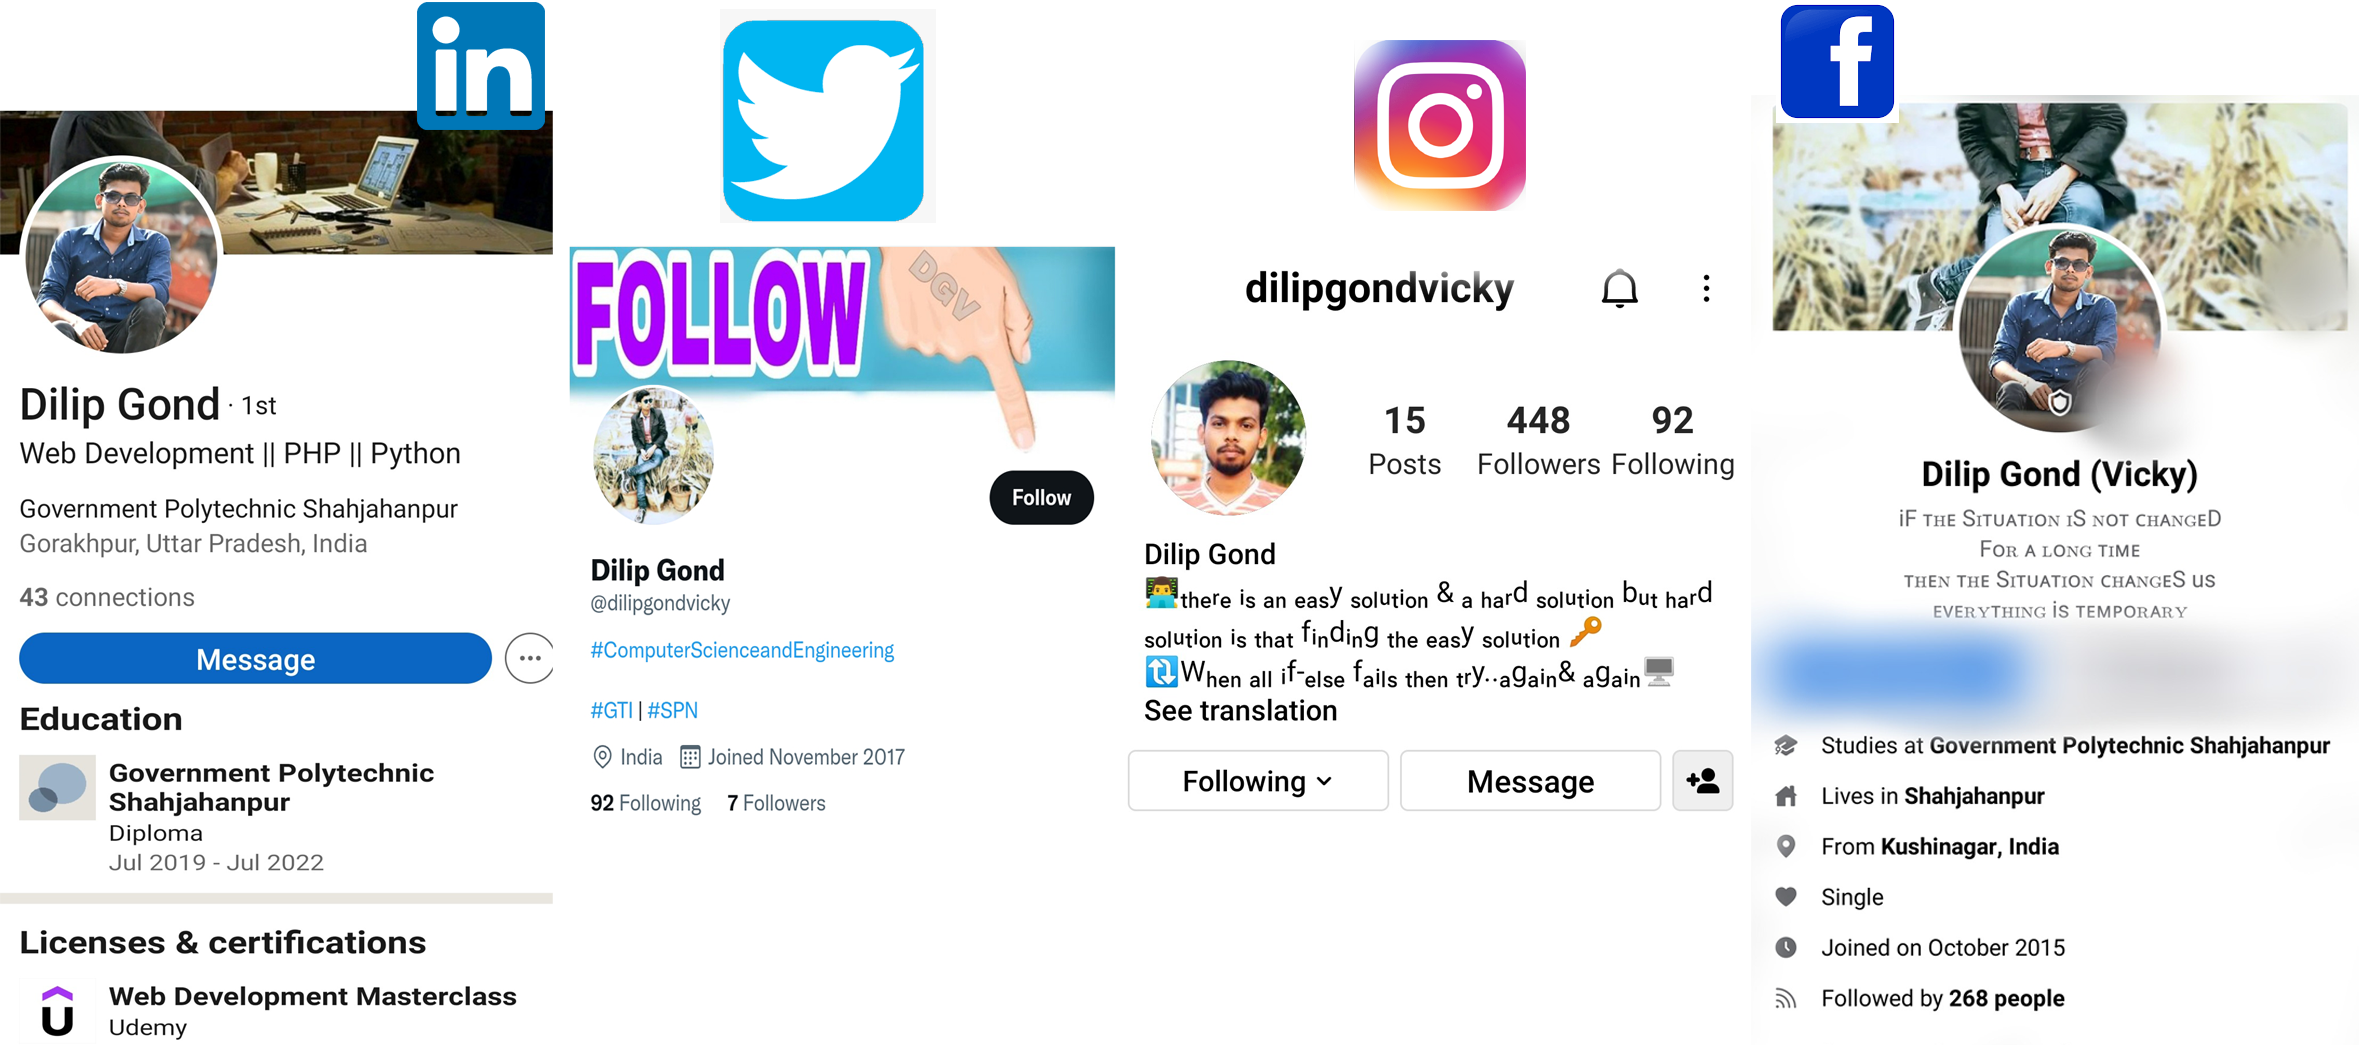 in
Dilip Gond · 1st
Web Development || PHP || Python
Government Polytechnic Shahjahanpur
Gorakhpur, Uttar Pradesh, India
43 connections
Message
Education
Government Polytechnic
Shahjahanpur
Diploma
Jul 2019 - Jul 2022
Licenses & certifications
Web Development Masterclass
Udemy
FOLLOW
DGV
Follow
Dilip Gond
@dilipgondvicky
#ComputerScienceandEngineering
#GTI | #SPN
India Joined November 2017
92 Following 7 Followers
dilipgondvicky
15 448 92
Posts Followers Following
Dilip Gond
👨‍💻there is an easy solution & a hard solution but hard
solution is that finding the easy solution 🔑
🔃When all if-else fails then try..again& again🖥️
See translation
Following Message
f
Dilip Gond (Vicky)
iF the Situation iS not changeD
For a long time
then the Situation changeS us
everything is temporary
Studies at Government Polytechnic Shahjahanpur
Lives in Shahjahanpur
From Kushinagar, India
Single
Joined on October 2015
Followed by 268 people